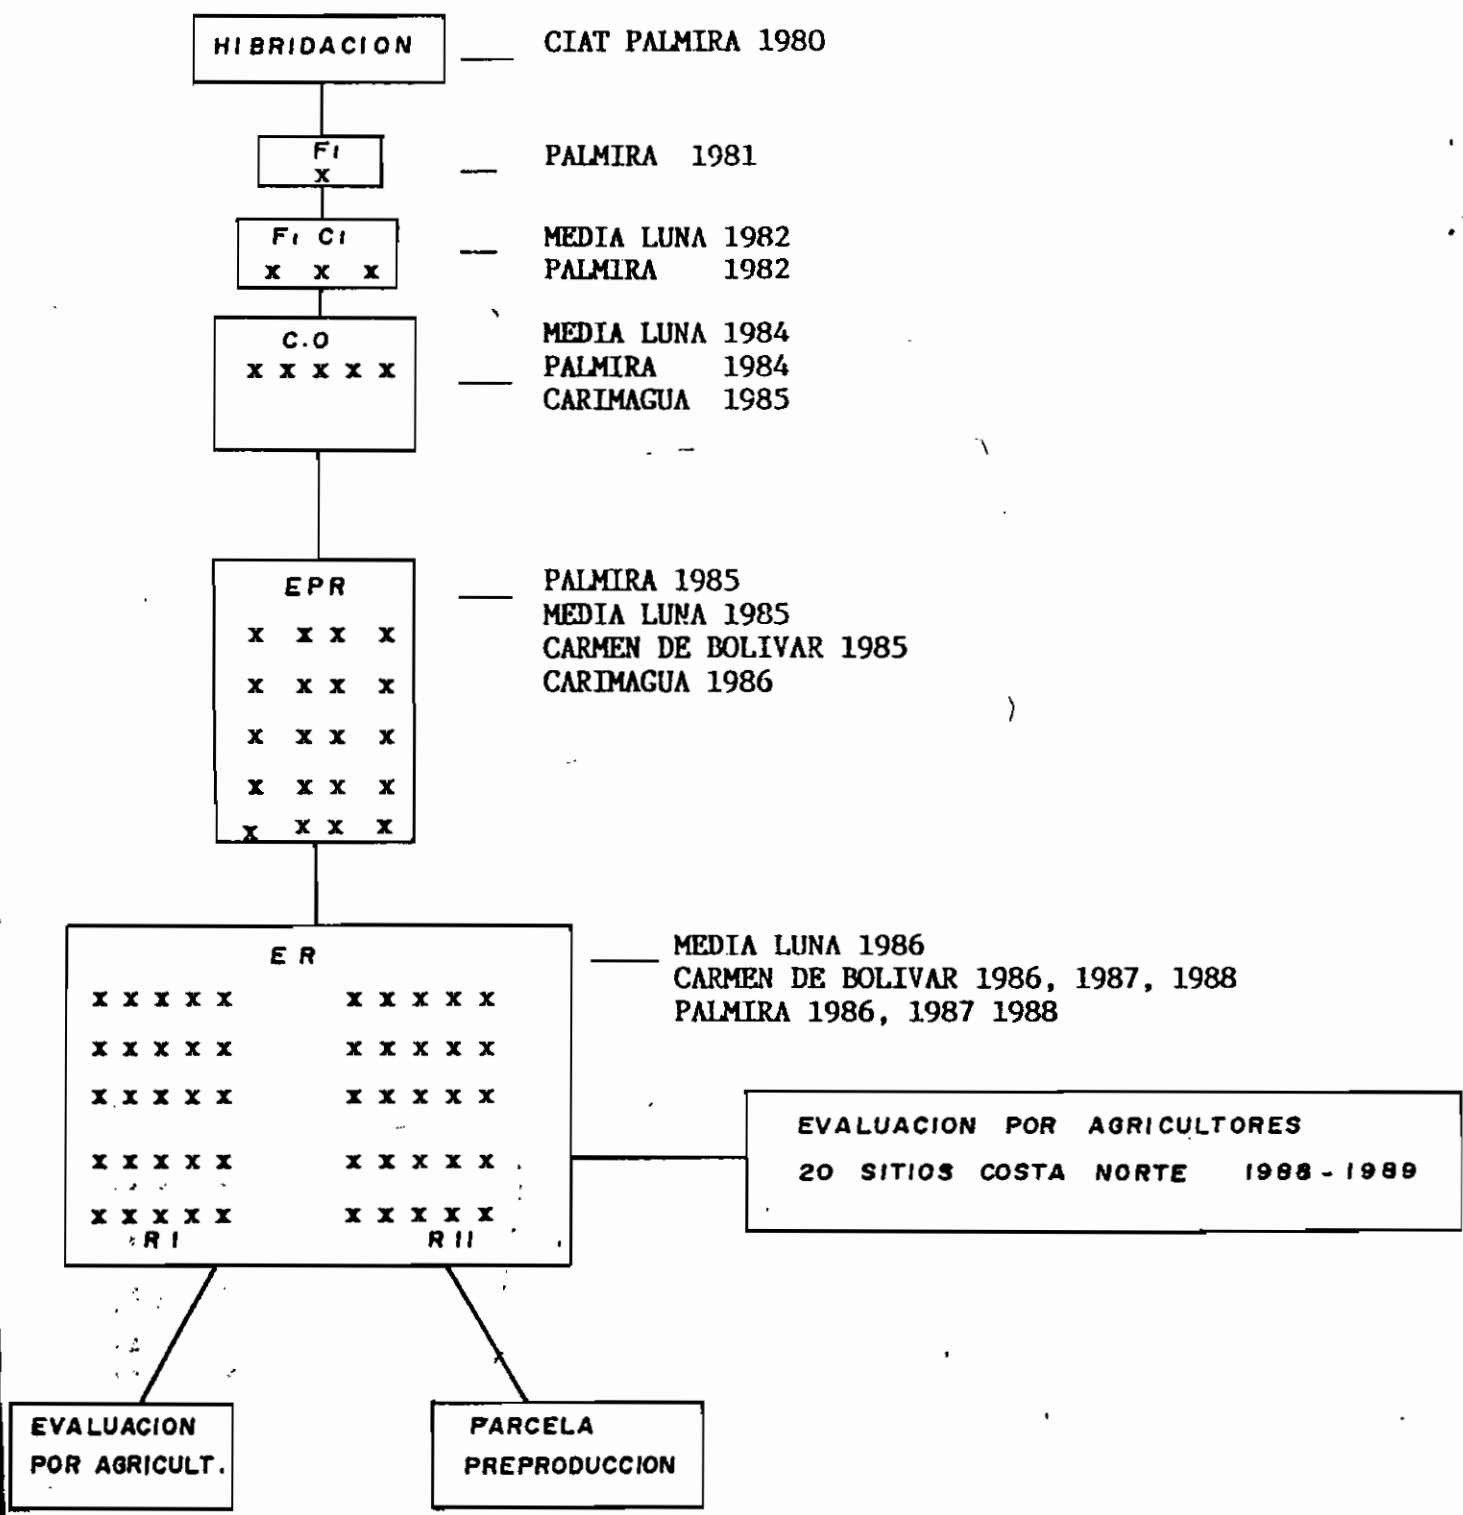 HIBRIDACION
CIAT PALMIRA 1980
F1
x
PALMIRA 1981
F1 C1
x x x
MEDIA LUNA 1982
PALMIRA 1982
C.O
x x x x x
MEDIA LUNA 1984
PALMIRA 1984
CARIMAGUA 1985
EPR
x x x x
x x x x
x x x x
x x x x
x x x x
PALMIRA 1985
MEDIA LUNA 1985
CARMEN DE BOLIVAR 1985
CARIMAGUA 1986
E R
x x x x x x x x x x
x x x x x x x x x x
x x x x x x x x x x
x x x x x x x x x x
x x x x x x x x x x
R I R II
MEDIA LUNA 1986
CARMEN DE BOLIVAR 1986, 1987, 1988
PALMIRA 1986, 1987 1988
EVALUACION POR AGRICULTORES
20 SITIOS COSTA NORTE 1988-1989
EVALUACION
POR AGRICULT.
PARCELA
PREPRODUCCION